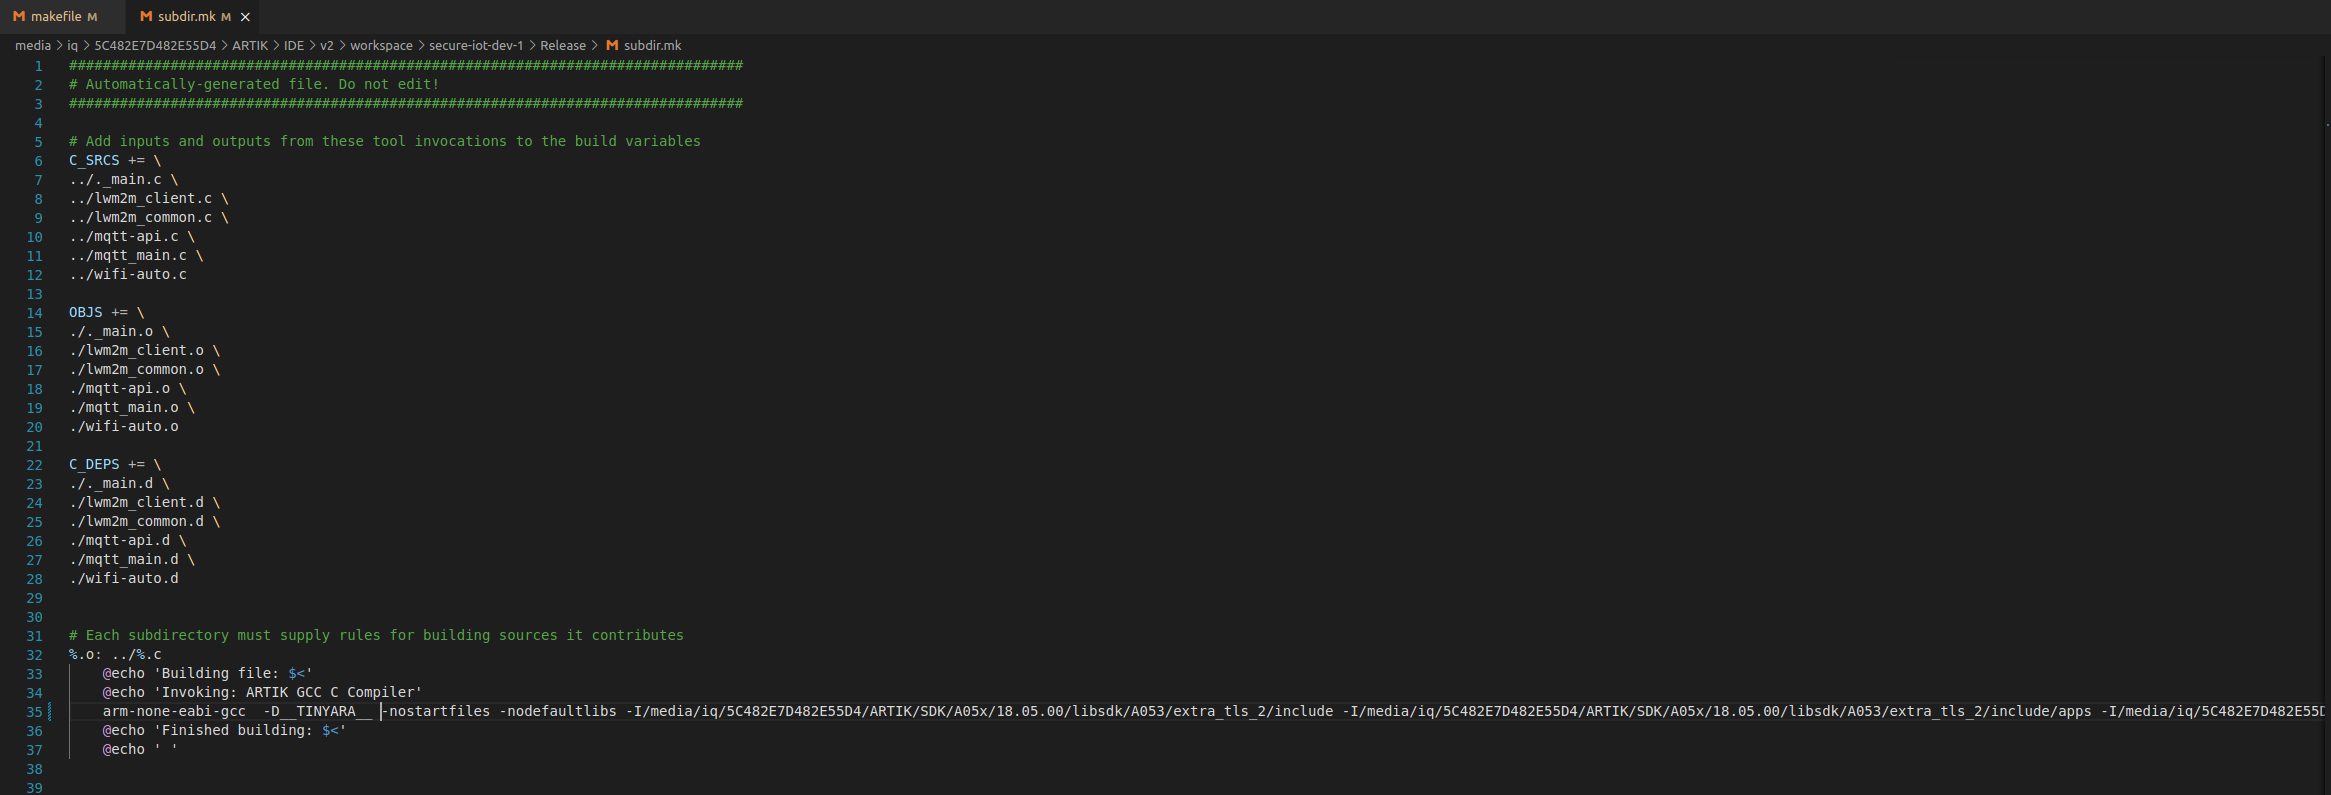 makefile M
subdir.mk M
media > iq > 5C482E7D482E55D4 > ARTIK > IDE > v2 > workspace > secure-iot-dev-1 > Release > subdir.mk
1 ################################################################################
2 # Automatically-generated file. Do not edit!
3 ################################################################################
4
5 # Add inputs and outputs from these tool invocations to the build variables
6 C_SRCS += \
7 ../._main.c \
8 ../lwm2m_client.c \
9 ../lwm2m_common.c \
10 ../mqtt-api.c \
11 ../mqtt_main.c \
12 ../wifi-auto.c
13
14 OBJS += \
15 ./._main.o \
16 ./lwm2m_client.o \
17 ./lwm2m_common.o \
18 ./mqtt-api.o \
19 ./mqtt_main.o \
20 ./wifi-auto.o
21
22 C_DEPS += \
23 ./._main.d \
24 ./lwm2m_client.d \
25 ./lwm2m_common.d \
26 ./mqtt-api.d \
27 ./mqtt_main.d \
28 ./wifi-auto.d
29
30
31 # Each subdirectory must supply rules for building sources it contributes
32 %.o: ../%.c
33 @echo 'Building file: $<'
34 @echo 'Invoking: ARTIK GCC C Compiler'
35 arm-none-eabi-gcc  -D__TINYARA__ -nostartfiles -nodefaultlibs -I/media/iq/5C482E7D482E55D4/ARTIK/SDK/A05x/18.05.00/libsdk/A053/extra_tls_2/include -I/media/iq/5C482E7D482E55D4/ARTIK/SDK/A05x/18.05.00/libsdk/A053/extra_tls_2/include/apps -I/media/iq/5C482E7D482E55D
36 @echo 'Finished building: $<'
37 @echo ' '
38
39